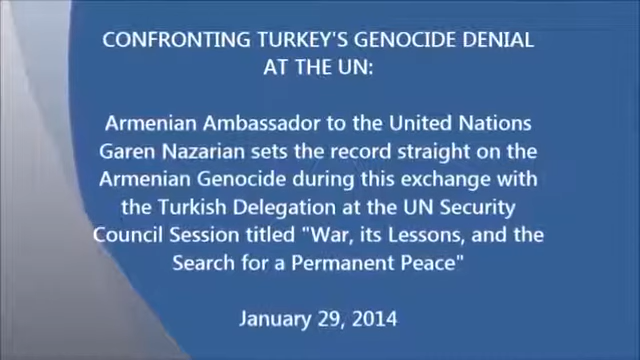 CONFRONTING TURKEY'S GENOCIDE DENIAL
AT THE UN:
Armenian Ambassador to the United Nations
Garen Nazarian sets the record straight on the
Armenian Genocide during this exchange with
the Turkish Delegation at the UN Security
Council Session titled "War, its Lessons, and the
Search for a Permanent Peace"
January 29, 2014